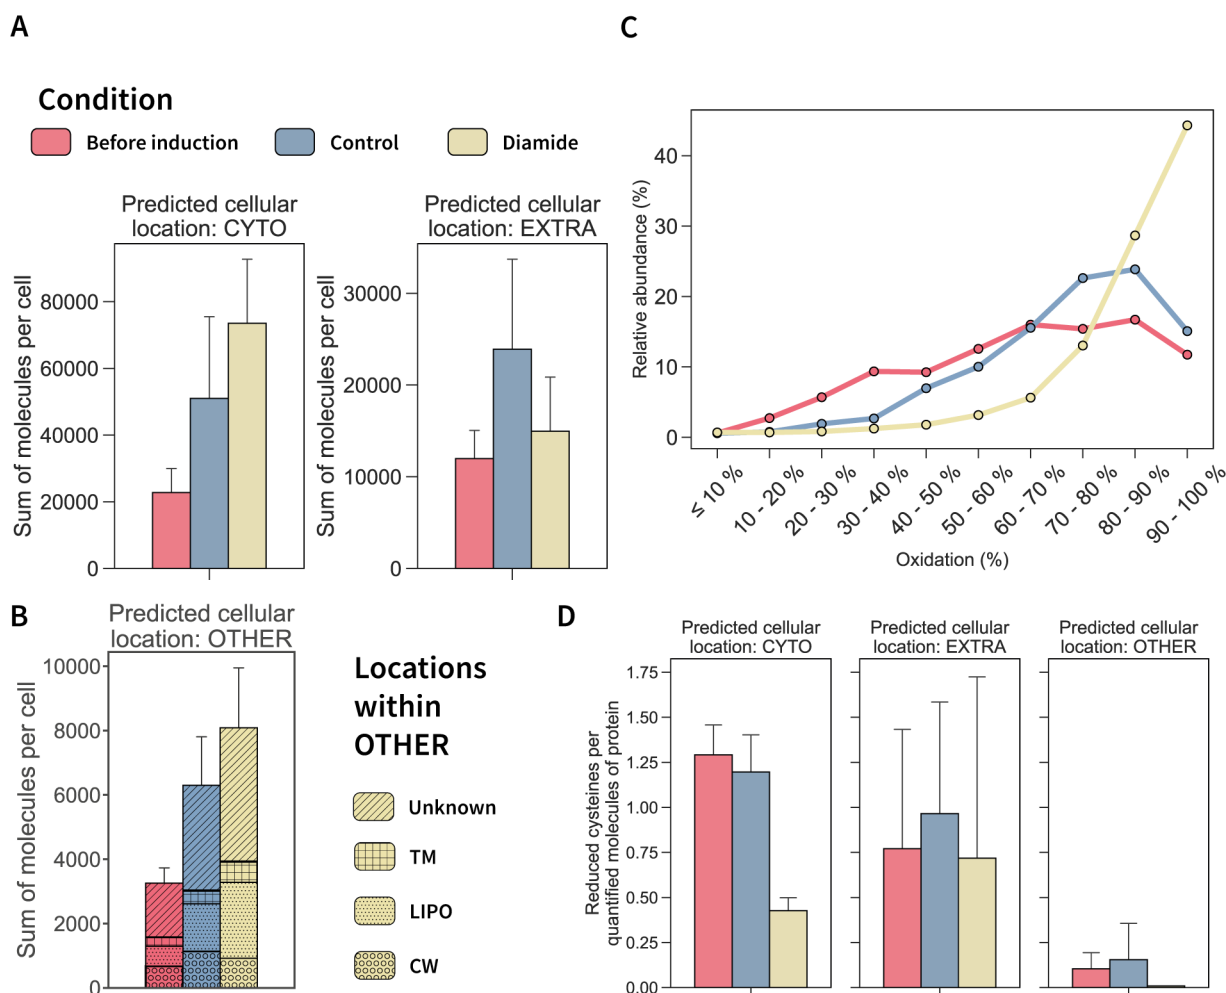 A
Condition
Before induction
Control
Diamide
Predicted cellular
location: CYTO
Sum of molecules per cell
80000
60000
40000
20000
0
Predicted cellular
location: EXTRA
Sum of molecules per cell
30000
20000
10000
0
C
Relative abundance (%)
40
30
20
10
0
≤ 10 %
10 - 20 %
20 - 30 %
30 - 40 %
40 - 50 %
50 - 60 %
60 - 70 %
70 - 80 %
80 - 90 %
90 - 100 %
Oxidation (%)
B
Predicted cellular
location: OTHER
Sum of molecules per cell
10000
8000
6000
4000
2000
0
Locations
within
OTHER
Unknown
TM
LIPO
CW
D
Reduced cysteines per
quantified molecules of protein
Predicted cellular
location: CYTO
1.75
1.50
1.25
1.00
0.75
0.50
0.25
0.00
Predicted cellular
location: EXTRA
Predicted cellular
location: OTHER